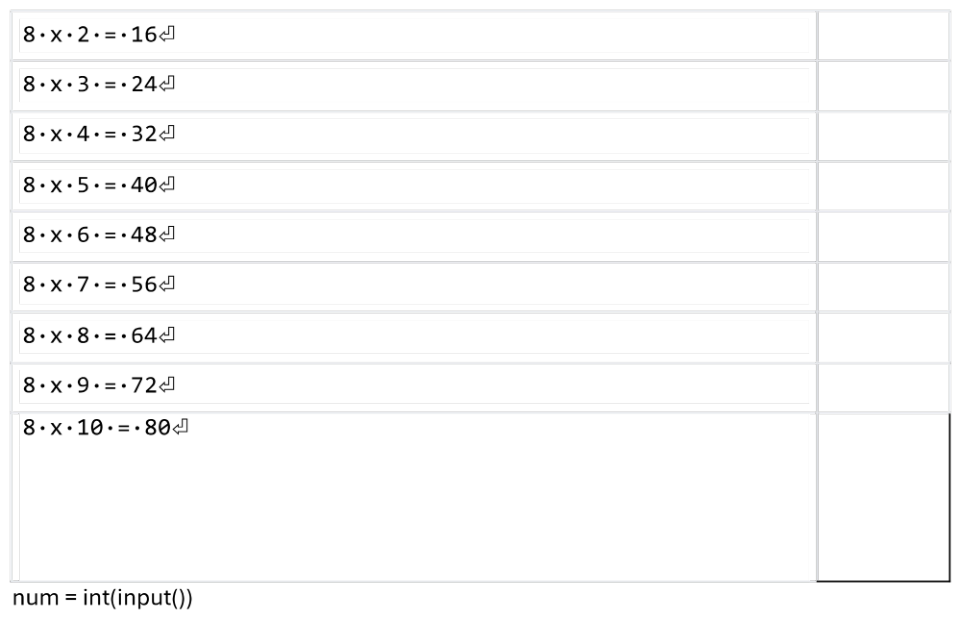 8·x·2·=·16⏎
8·x·3·=·24⏎
8·x·4·=·32⏎
8·x·5·=·40⏎
8·x·6·=·48⏎
8·x·7·=·56⏎
8·x·8·=·64⏎
8·x·9·=·72⏎
8·x·10·=·80⏎
num = int(input())